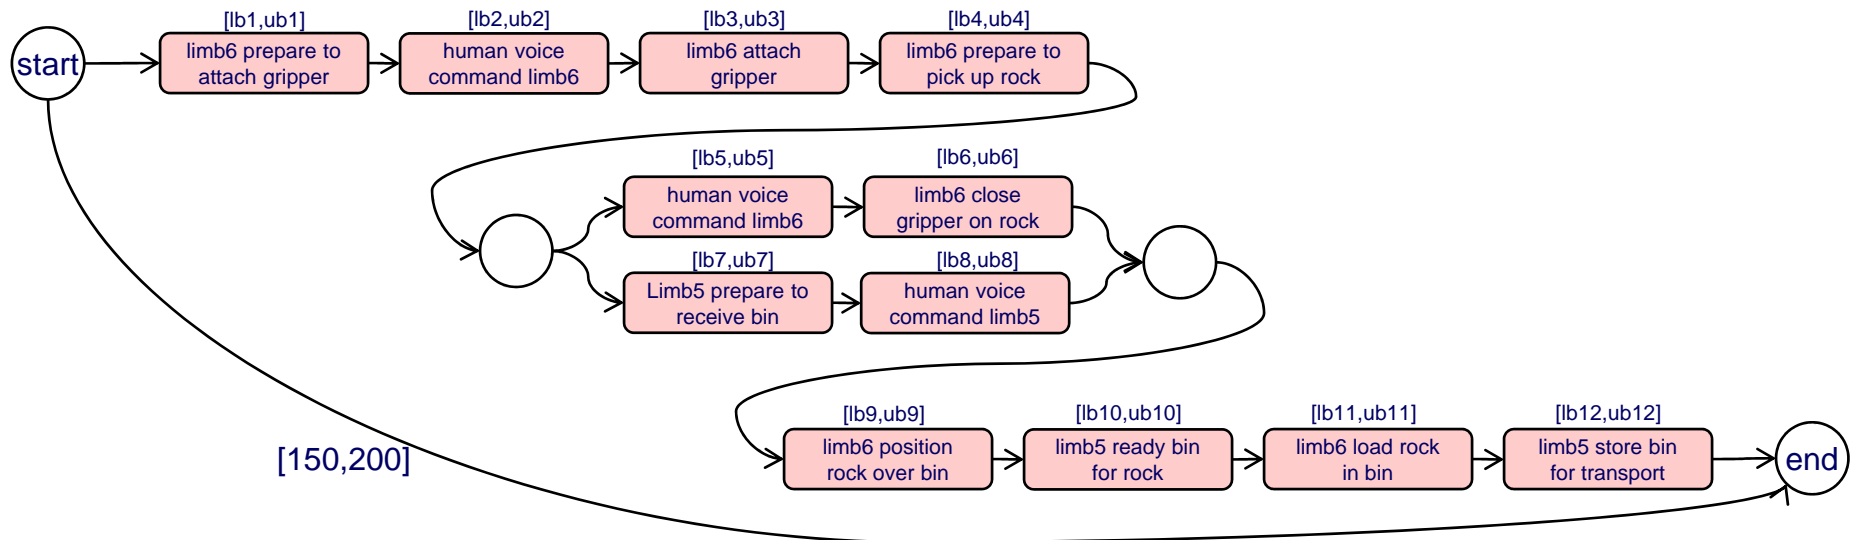 [lb1,ub1]
[lb2,ub2]
[lb3,ub3]
[lb4,ub4]
start
limb6 prepare to
attach gripper
human voice
command limb6
limb6 attach
gripper
limb6 prepare to
pick up rock
[lb5,ub5]
[lb6,ub6]
human voice
command limb6
limb6 close
gripper on rock
[lb7,ub7]
[lb8,ub8]
Limb5 prepare to
receive bin
human voice
command limb5
[lb9,ub9]
[lb10,ub10]
[lb11,ub11]
[lb12,ub12]
limb6 position
rock over bin
limb5 ready bin
for rock
limb6 load rock
in bin
limb5 store bin
for transport
end
[150,200]